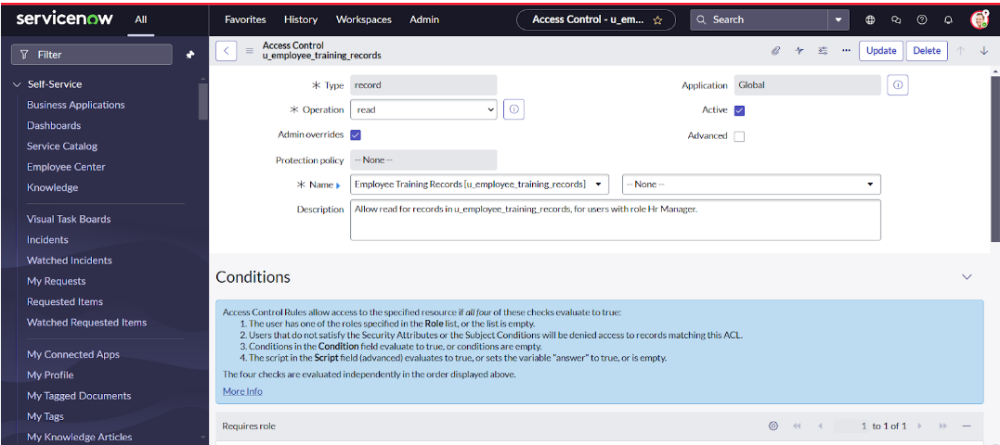 servicenow
All
Favorites
History
Workspaces
Admin
Access Control - u_em...
Search
Filter
Self-Service
Business Applications
Dashboards
Service Catalog
Employee Center
Knowledge
Visual Task Boards
Incidents
Watched Incidents
My Requests
Requested Items
Watched Requested Items
My Connected Apps
My Profile
My Tagged Documents
My Tags
My Knowledge Articles
Access Control
u_employee_training_records
Update
Delete
Type
record
Application
Global
Operation
read
Active
Admin overrides
Advanced
Protection policy
-- None --
Name
Employee Training Records [u_employee_training_records]
-- None --
Description
Allow read for records in u_employee_training_records, for users with role Hr Manager.
Conditions
Access Control Rules allow access to the specified resource if all four of these checks evaluate to true:
1. The user has one of the roles specified in the Role list, or the list is empty.
2. Users that do not satisfy the Security Attributes or the Subject Conditions will be denied access to records matching this ACL.
3. Conditions in the Condition field evaluate to true, or conditions are empty.
4. The script in the Script field (advanced) evaluates to true, or sets the variable "answer" to true, or is empty.
The four checks are evaluated independently in the order displayed above.
More Info
Requires role
1 to 1 of 1